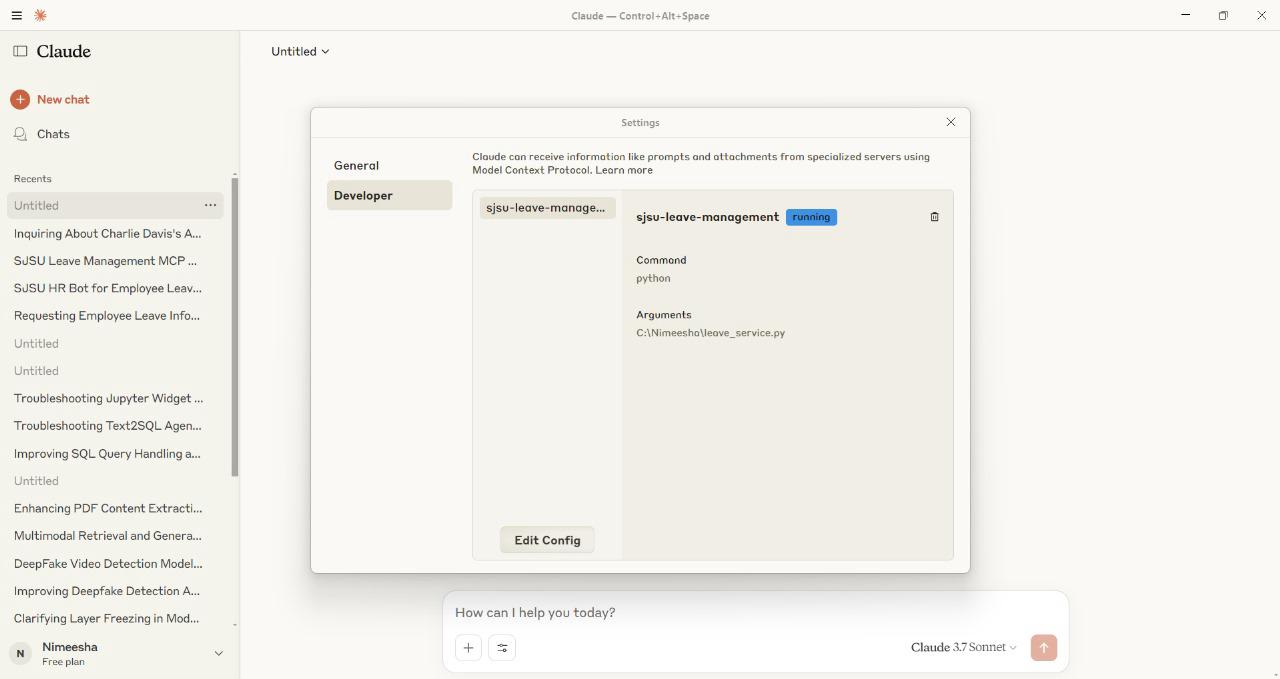 Claude — Control+Alt+Space
Claude
New chat
Chats
Recents
Untitled
Inquiring About Charlie Davis's A...
SJSU Leave Management MCP ...
SJSU HR Bot for Employee Leav...
Requesting Employee Leave Info...
Untitled
Untitled
Troubleshooting Jupyter Widget ...
Troubleshooting Text2SQL Agen...
Improving SQL Query Handling a...
Untitled
Enhancing PDF Content Extracti...
Multimodal Retrieval and Genera...
DeepFake Video Detection Model...
Improving Deepfake Detection A...
Clarifying Layer Freezing in Mod...
N
Nimeesha
Free plan
Untitled
Settings
General
Developer
Claude can receive information like prompts and attachments from specialized servers using
Model Context Protocol. Learn more
sjsu-leave-manage...
Edit Config
sjsu-leave-management running
Command
python
Arguments
C:\Nimeesha\leave_service.py
How can I help you today?
Claude 3.7 Sonnet